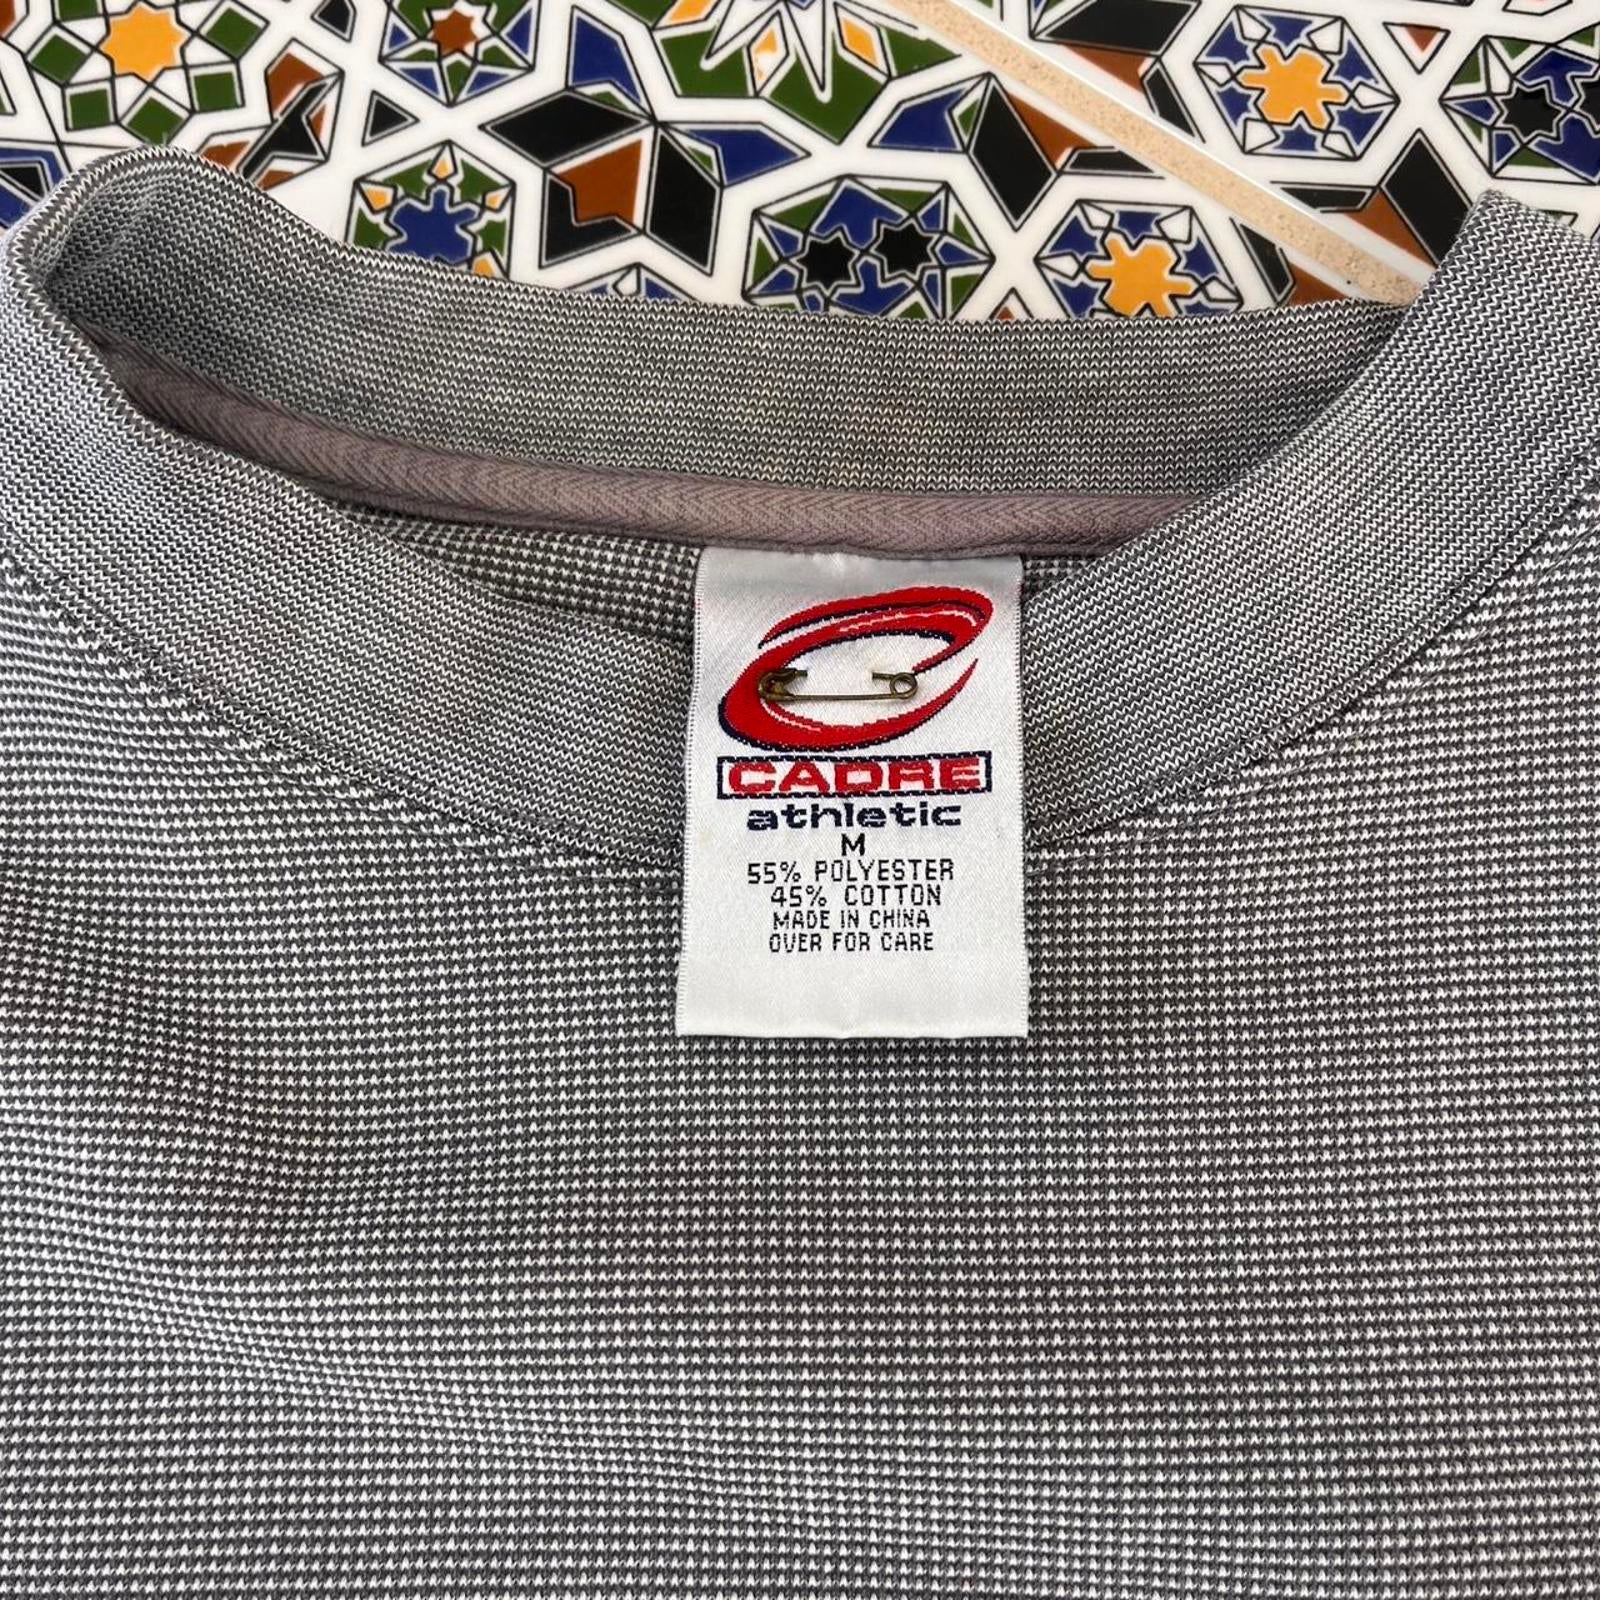 CADRE
athletic
M
55% POLYESTER
45% COTTON
MADE IN CHINA
OVER FOR CARE